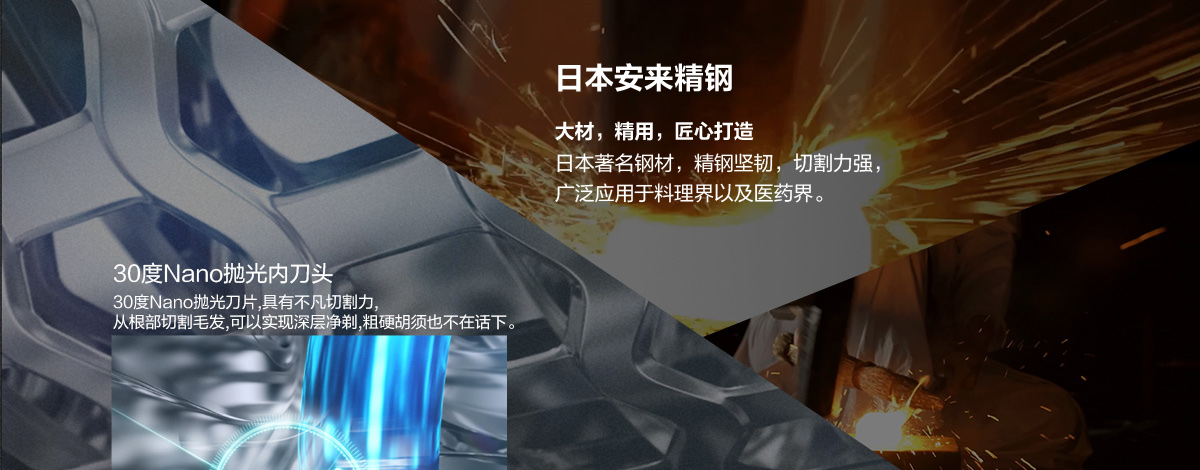 日本安来精钢
大材，精用，匠心打造
日本著名钢材，精钢坚韧，切割力强，
广泛应用于料理界以及医药界。
30度Nano抛光内刀头
30度Nano抛光刀片,具有不凡切割力,
从根部切割毛发,可以实现深层净剃,粗硬胡须也不在话下。